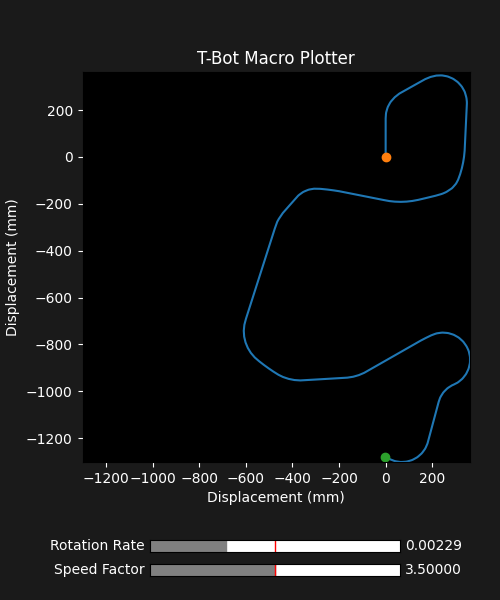 T-Bot Macro Plotter
200
0
−200
−400
−600
−800
−1000
−1200
Displacement (mm)
−1200 −1000 −800 −600 −400 −200 0 200
Displacement (mm)
Rotation Rate 0.00229
Speed Factor 3.50000